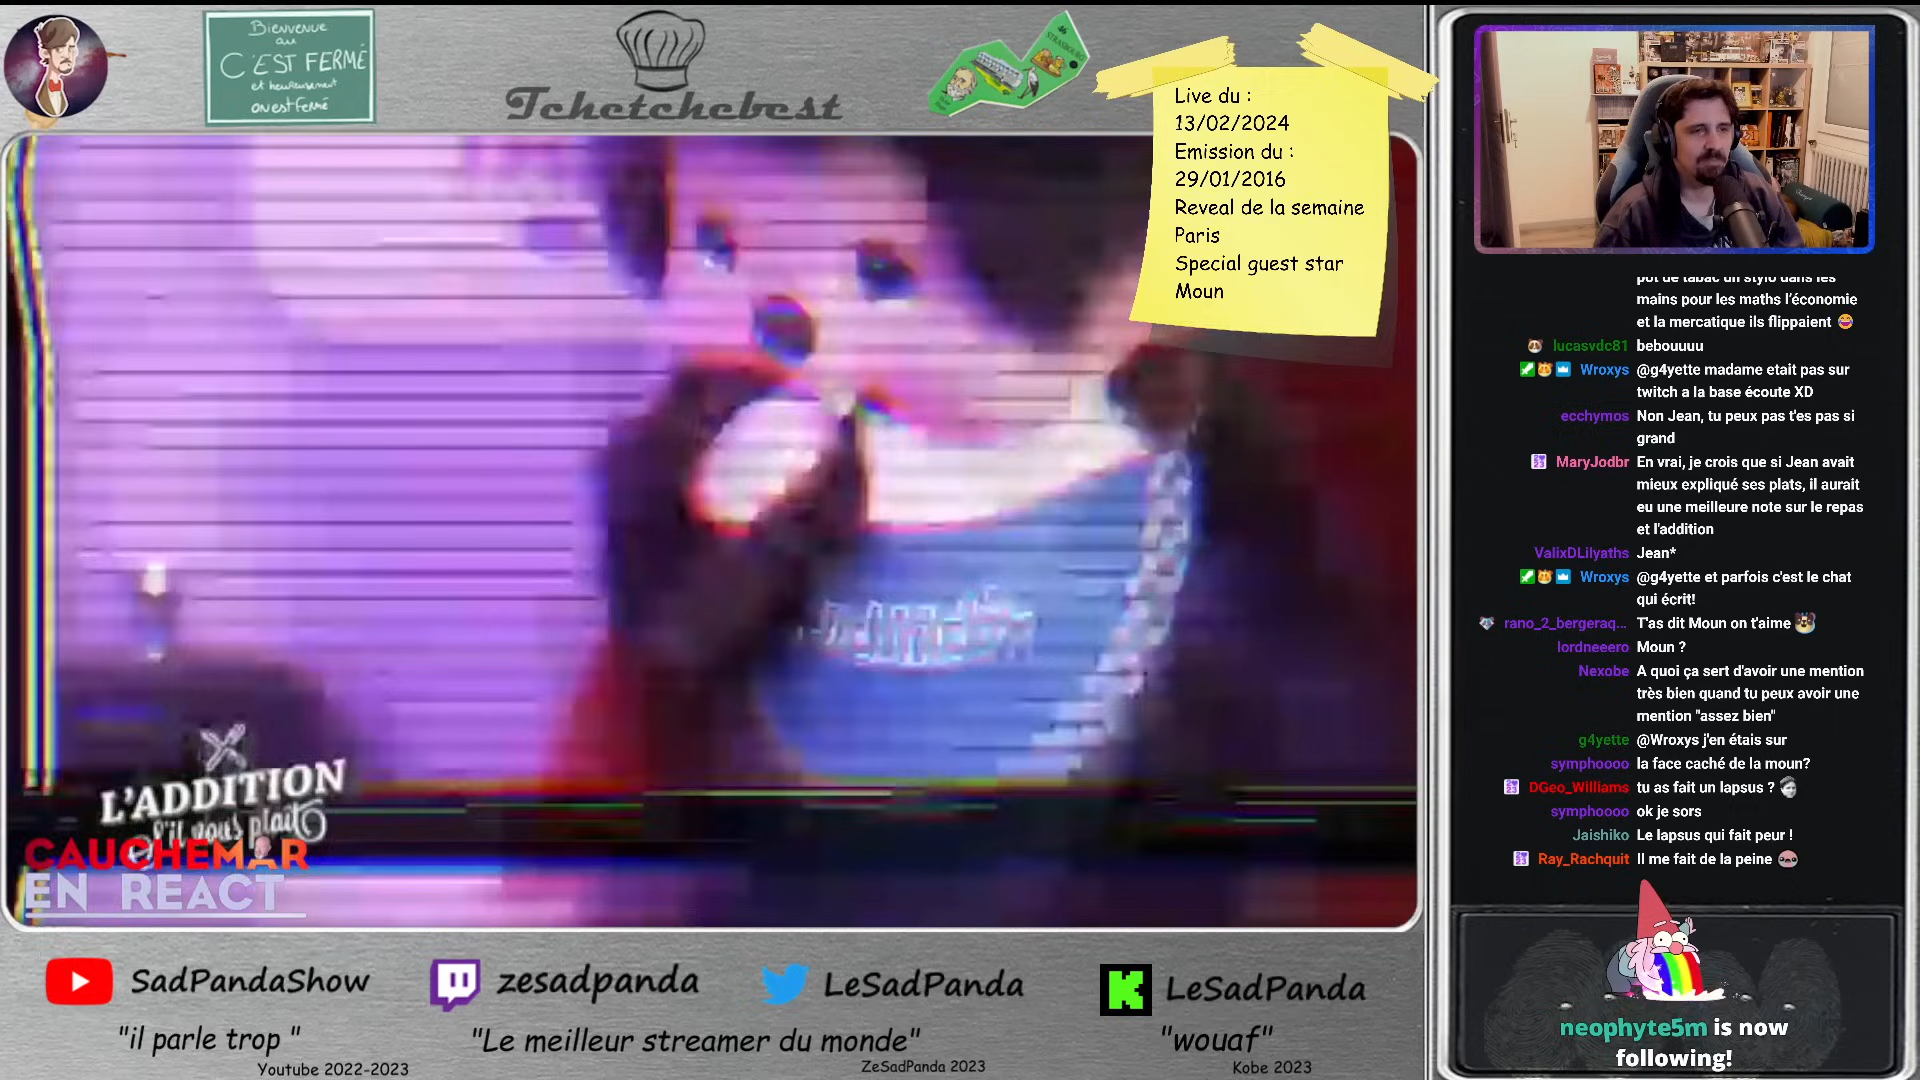 Bienvenue
au
C'EST FERMÉ
et heureusement
on est fermé
Tchetchebest
STRASBOURG
Live du :
13/02/2024
Emission du :
29/01/2016
Reveal de la semaine
Paris
Special guest star
Moun
L'ADDITION
s'il vous plaît
CAUCHEMAR
EN REACT
SadPandaShow
"il parle trop "
Youtube 2022-2023
zesadpanda
"Le meilleur streamer du monde"
ZeSadPanda 2023
LeSadPanda
LeSadPanda
"wouaf"
Kobe 2023
pot de tabac un stylo dans les
mains pour les maths l'économie
et la mercatique ils flippaient
lucasvdc81 bebouuuu
Wroxys @g4yette madame etait pas sur
twitch a la base écoute XD
ecchymos Non Jean, tu peux pas t'es pas si
grand
MaryJodbr En vrai, je crois que si Jean avait
mieux expliqué ses plats, il aurait
eu une meilleure note sur le repas
et l'addition
ValixDLilyaths Jean*
Wroxys @g4yette et parfois c'est le chat
qui écrit!
rano_2_bergeraq... T'as dit Moun on t'aime
lordneeero Moun ?
Nexobe A quoi ça sert d'avoir une mention
très bien quand tu peux avoir une
mention "assez bien"
g4yette @Wroxys j'en étais sur
symphoooo la face caché de la moun?
DGeo_Williams tu as fait un lapsus ?
symphoooo ok je sors
Jaishiko Le lapsus qui fait peur !
Ray_Rachquit Il me fait de la peine
neophyte5m is now
following!